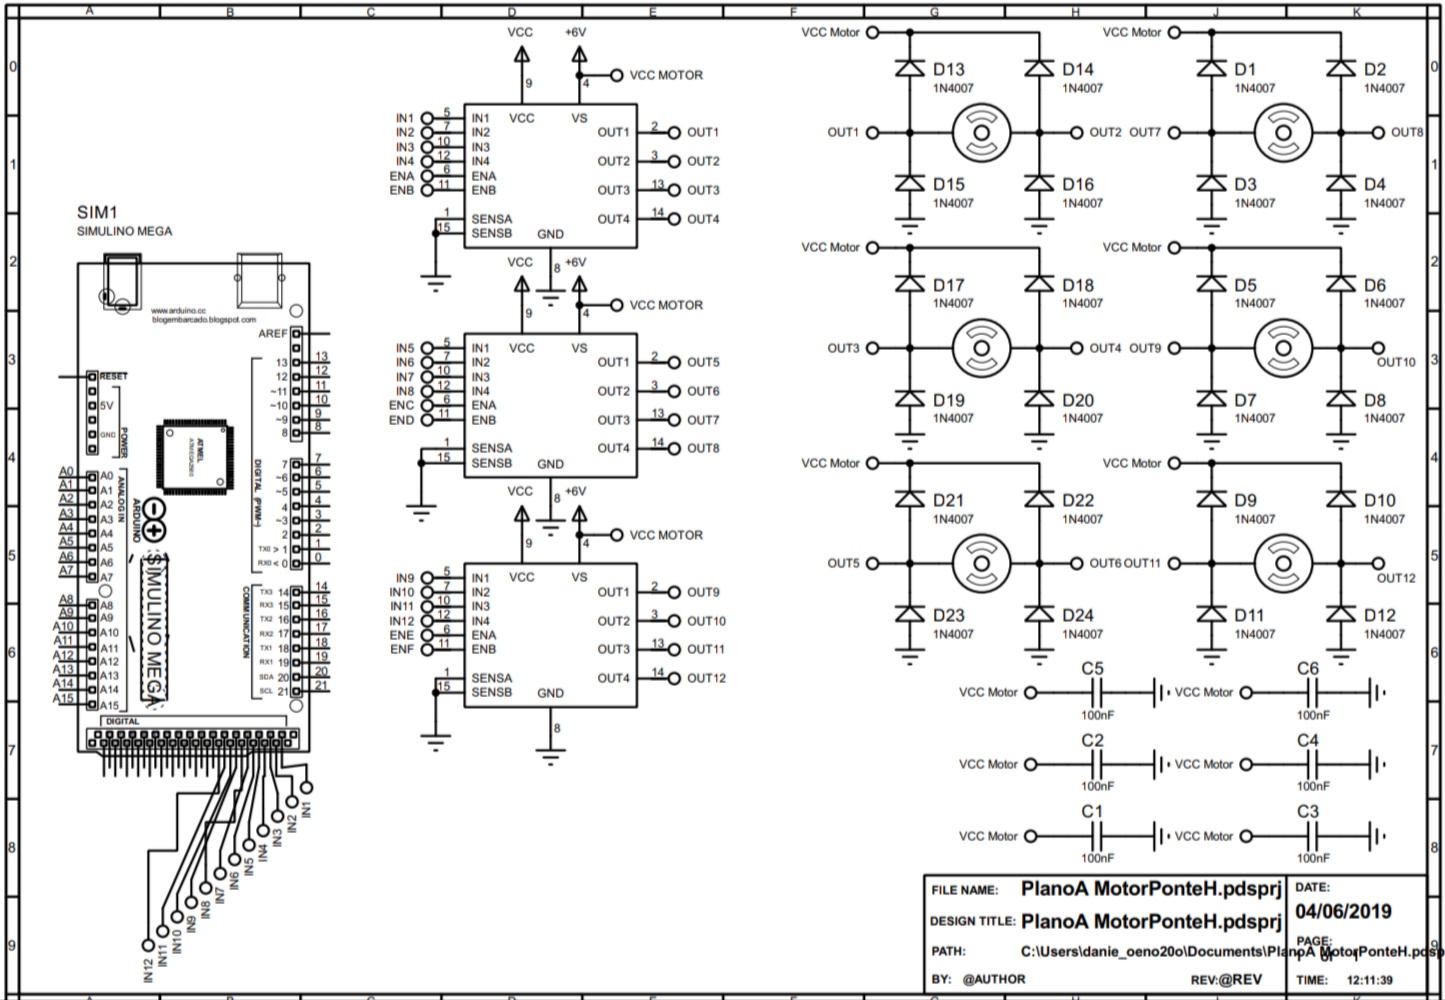 A B C D E F G H J K
0 1 2 3 4 5 6 7 8 9
SIM1
SIMULINO MEGA
www.arduino.cc
blogembarcado.blogspot.com
AREF
13 13
12 12
~11 11
~10 10
~9 9
8 8
7 7
~6 6
~5 5
4 4
~3 3
2 2
TX0 > 1 1
RX0 < 0 0
DIGITAL (PWM~)
TX3 14 14
RX3 15 15
TX2 16 16
RX2 17 17
TX1 18 18
RX1 19 19
SDA 20 20
SCL 21 21
COMMUNICATION
RESET
5V
GND
POWER
A0 A0
A1 A1
A2 A2
A3 A3
A4 A4
A5 A5
A6 A6
A7 A7
ANALOG IN
A8 A8
A9 A9
A10 A10
A11 A11
A12 A12
A13 A13
A14 A14
A15 A15
ATMEL
ARDUINO
SIMULINO MEGA
DIGITAL
IN1
IN2
IN3
IN4
IN5
IN6
IN7
IN8
IN9
IN10
IN11
IN12
VCC +6V
VCC MOTOR
9 4
VCC VS
IN1 5 IN1
IN2 7 IN2
IN3 10 IN3
IN4 12 IN4
ENA 6 ENA
ENB 11 ENB
1 SENSA
15 SENSB
GND
8
OUT1 2 OUT1
OUT2 3 OUT2
OUT3 13 OUT3
OUT4 14 OUT4
VCC +6V
VCC MOTOR
9 4
VCC VS
IN5 5 IN1
IN6 7 IN2
IN7 10 IN3
IN8 12 IN4
ENC 6 ENA
END 11 ENB
1 SENSA
15 SENSB
GND
8
OUT1 2 OUT5
OUT2 3 OUT6
OUT3 13 OUT7
OUT4 14 OUT8
VCC +6V
VCC MOTOR
9 4
VCC VS
IN9 5 IN1
IN10 7 IN2
IN11 10 IN3
IN12 12 IN4
ENE 6 ENA
ENF 11 ENB
1 SENSA
15 SENSB
GND
8
OUT1 2 OUT9
OUT2 3 OUT10
OUT3 13 OUT11
OUT4 14 OUT12
VCC Motor
D13
1N4007
D14
1N4007
OUT1 OUT2
D15
1N4007
D16
1N4007
VCC Motor
D1
1N4007
D2
1N4007
OUT7 OUT8
D3
1N4007
D4
1N4007
VCC Motor
D17
1N4007
D18
1N4007
OUT3 OUT4
D19
1N4007
D20
1N4007
VCC Motor
D5
1N4007
D6
1N4007
OUT9 OUT10
D7
1N4007
D8
1N4007
VCC Motor
D21
1N4007
D22
1N4007
OUT5 OUT6
D23
1N4007
D24
1N4007
VCC Motor
D9
1N4007
D10
1N4007
OUT11 OUT12
D11
1N4007
D12
1N4007
C5
VCC Motor
100nF
C6
VCC Motor
100nF
C2
VCC Motor
100nF
C4
VCC Motor
100nF
C1
VCC Motor
100nF
C3
VCC Motor
100nF
FILE NAME: PlanoA MotorPonteH.pdsprj
DESIGN TITLE: PlanoA MotorPonteH.pdsprj
PATH: C:\Users\danie_oeno20o\Documents\PlanoA MotorPonteH.pdsp
BY: @AUTHOR REV:@REV
DATE:
04/06/2019
PAGE:
TIME: 12:11:39
A B C D E F G H J K